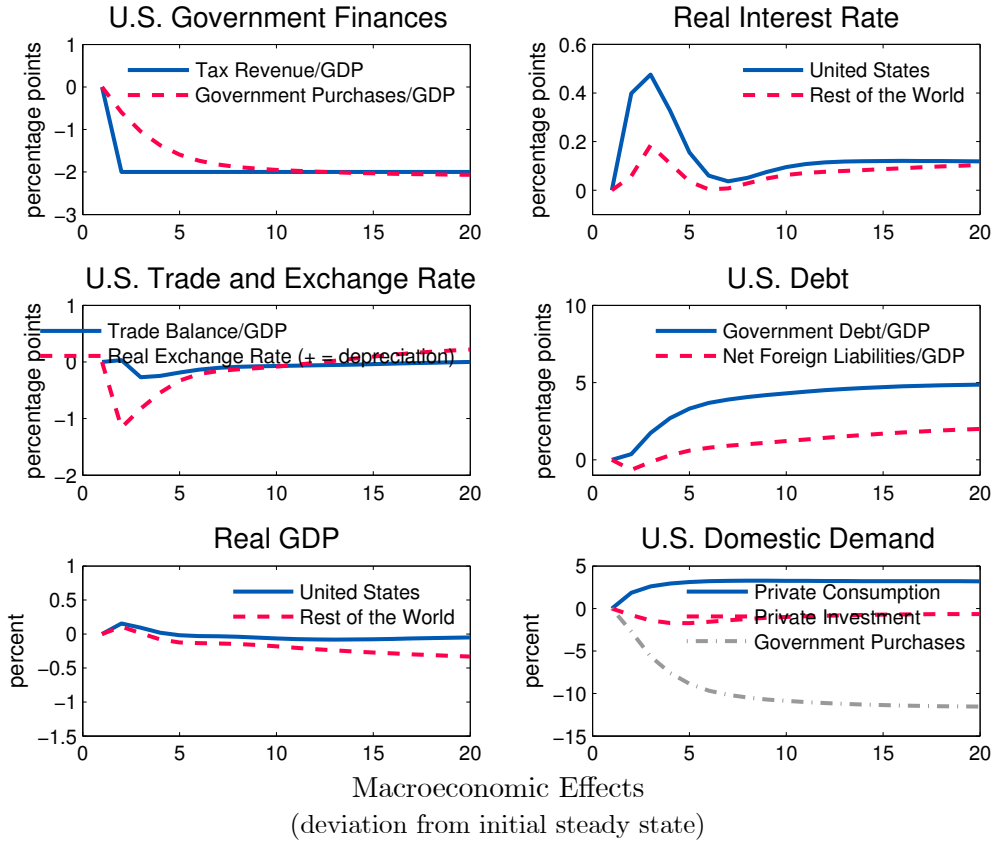 U.S. Government Finances
percentage points
1
0
−1
−2
−3
0 5 10 15 20
Tax Revenue/GDP
Government Purchases/GDP
Real Interest Rate
percentage points
0.6
0.4
0.2
0
0 5 10 15 20
United States
Rest of the World
U.S. Trade and Exchange Rate
percentage points
1
0
−1
−2
0 5 10 15 20
Trade Balance/GDP
Real Exchange Rate (+ = depreciation)
U.S. Debt
percentage points
10
5
0
0 5 10 15 20
Government Debt/GDP
Net Foreign Liabilities/GDP
Real GDP
percent
1
0.5
0
−0.5
−1
−1.5
0 5 10 15 20
United States
Rest of the World
U.S. Domestic Demand
percent
5
0
−5
−10
−15
0 5 10 15 20
Private Consumption
Private Investment
Government Purchases
Macroeconomic Effects
(deviation from initial steady state)